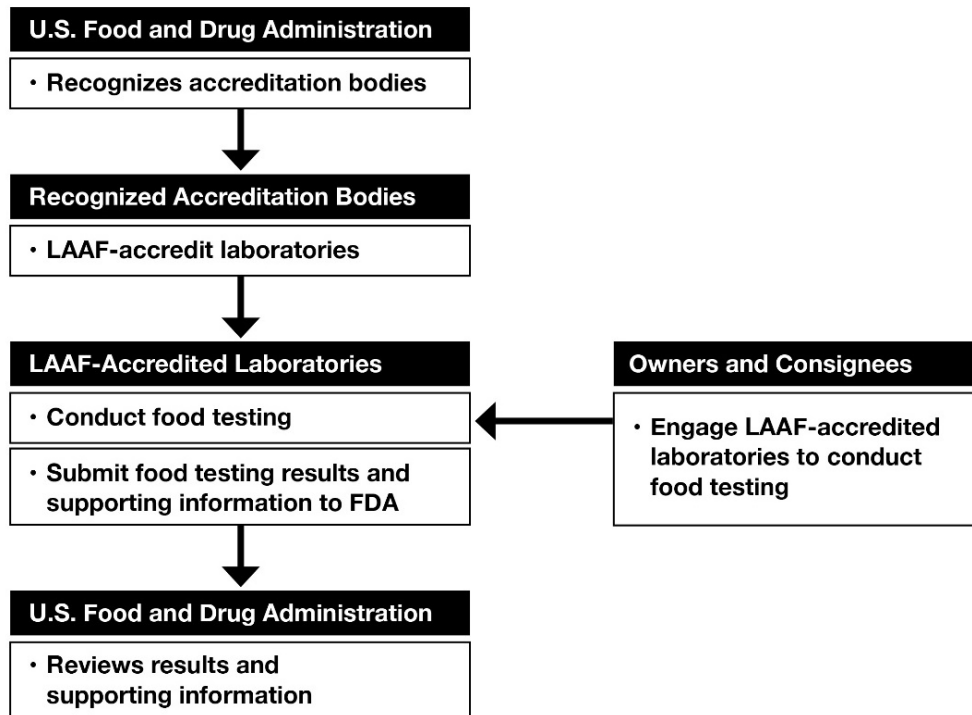 U.S. Food and Drug Administration
• Recognizes accreditation bodies
Recognized Accreditation Bodies
• LAAF-accredit laboratories
LAAF-Accredited Laboratories
• Conduct food testing
• Submit food testing results and
supporting information to FDA
Owners and Consignees
• Engage LAAF-accredited
laboratories to conduct
food testing
U.S. Food and Drug Administration
• Reviews results and
supporting information